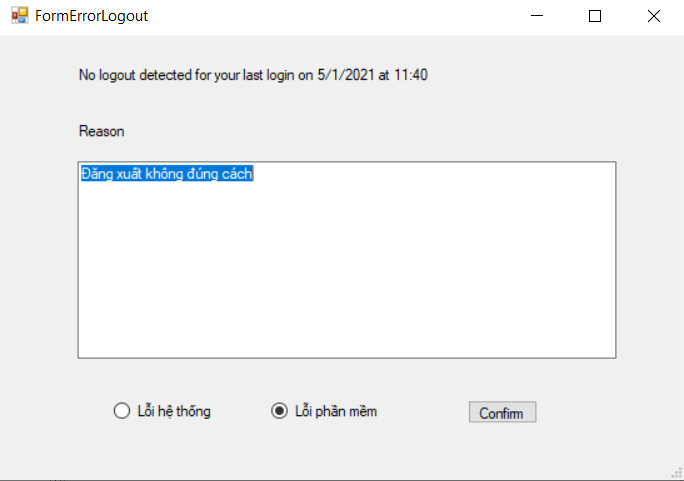 FormErrorLogout
No logout detected for your last login on 5/1/2021 at 11:40
Reason
Đăng xuất không đúng cách
Lỗi hệ thống
Lỗi phần mềm
Confirm